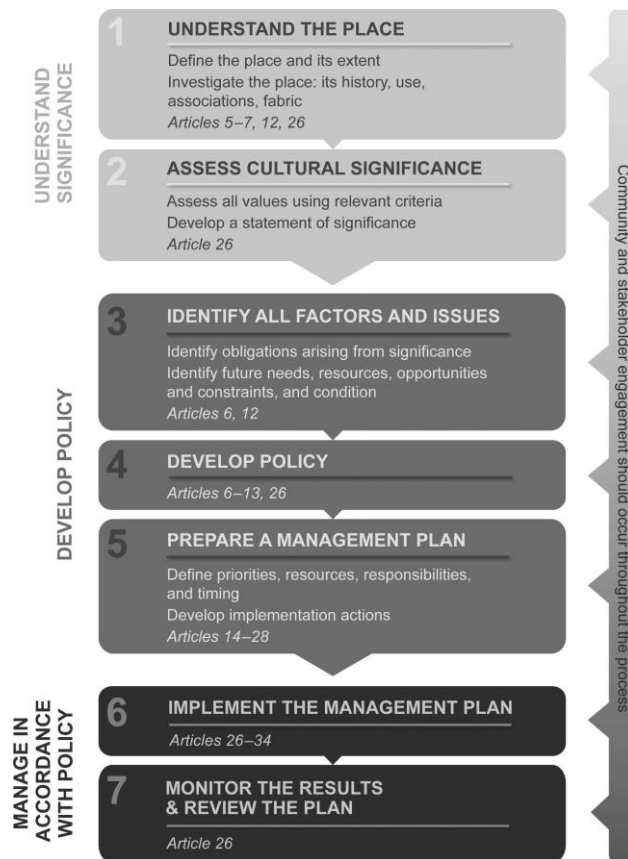 UNDERSTAND
SIGNIFICANCE
1
UNDERSTAND THE PLACE
Define the place and its extent
Investigate the place: its history, use,
associations, fabric
Articles 5–7, 12, 26
2
ASSESS CULTURAL SIGNIFICANCE
Assess all values using relevant criteria
Develop a statement of significance
Article 26
DEVELOP POLICY
3
IDENTIFY ALL FACTORS AND ISSUES
Identify obligations arising from significance
Identify future needs, resources, opportunities
and constraints, and condition
Articles 6, 12
4
DEVELOP POLICY
Articles 6–13, 26
5
PREPARE A MANAGEMENT PLAN
Define priorities, resources, responsibilities,
and timing
Develop implementation actions
Articles 14–28
MANAGE IN
ACCORDANCE
WITH POLICY
6
IMPLEMENT THE MANAGEMENT PLAN
Articles 26–34
7
MONITOR THE RESULTS
& REVIEW THE PLAN
Article 26
Community and stakeholder engagement should occur throughout the process